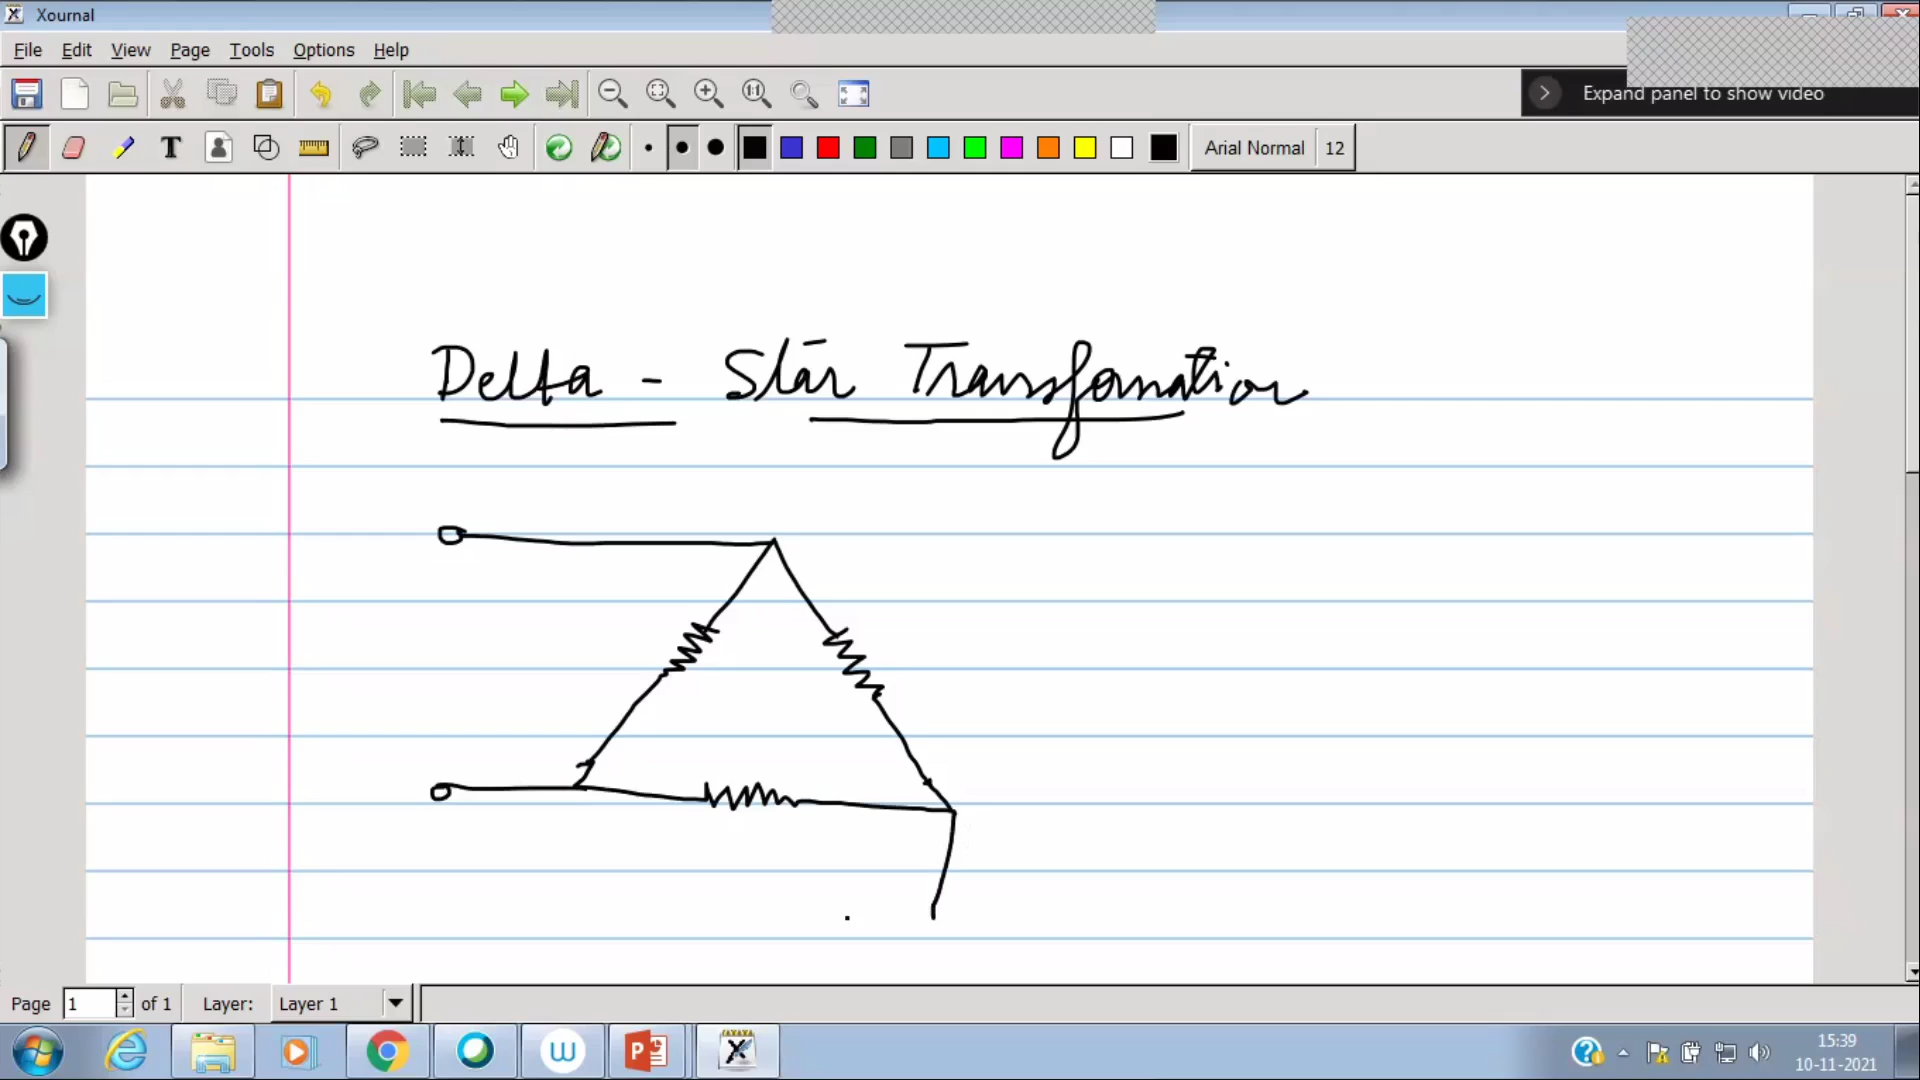 Xournal
File Edit View Page Tools Options Help
Expand panel to show video
T Arial Normal 12
Delta - Star Transformation
Page 1 of 1 Layer: Layer 1
15:39
10-11-2021